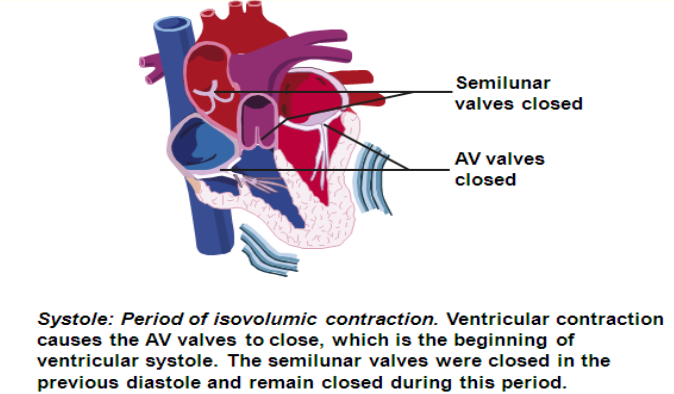 Semilunar
valves closed
AV valves
closed
Systole: Period of isovolumic contraction. Ventricular contraction
causes the AV valves to close, which is the beginning of
ventricular systole. The semilunar valves were closed in the
previous diastole and remain closed during this period.